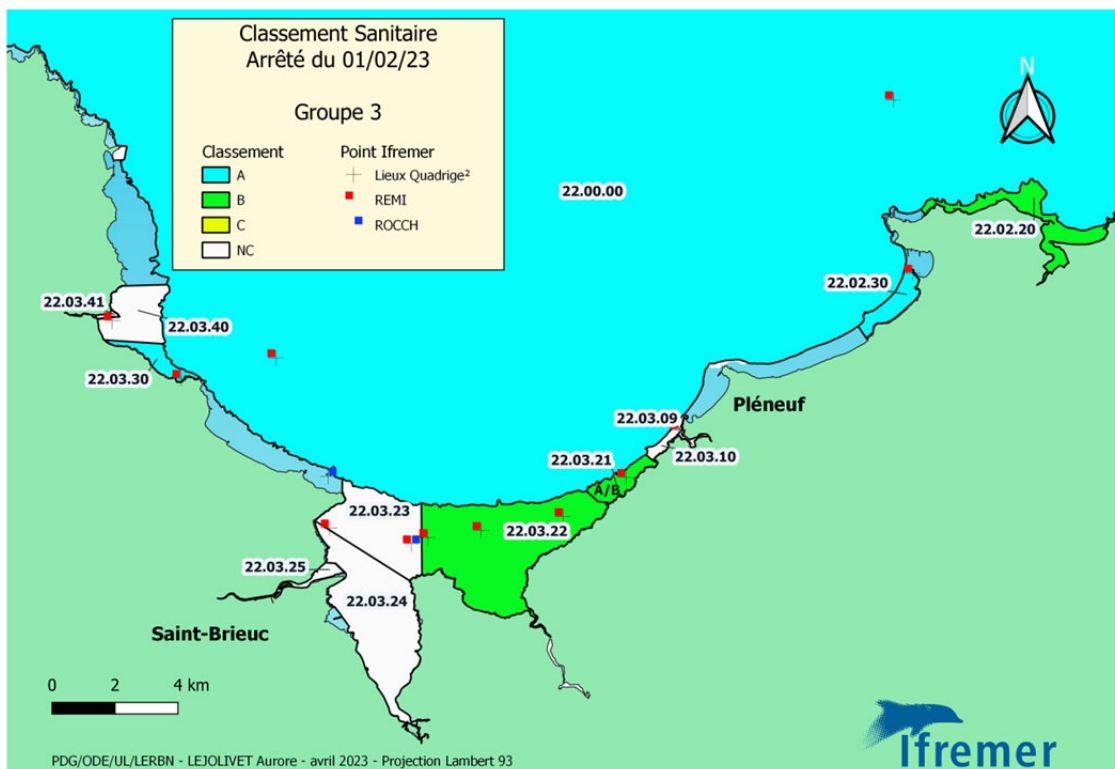 Classement Sanitaire
Arrêté du 01/02/23
Groupe 3
Classement
A
B
C
NC
Point Ifremer
Lieux Quadrige²
REMI
ROCCH
N
22.00.00
22.02.20
22.02.30
22.03.41
22.03.40
22.03.30
Pléneuf
22.03.09
22.03.10
22.03.21
A/B
22.03.23
22.03.22
22.03.25
22.03.24
Saint-Brieuc
0 2 4 km
Ifremer
PDG/ODE/UL/LERBN - LEJOLIVET Aurore - avril 2023 - Projection Lambert 93